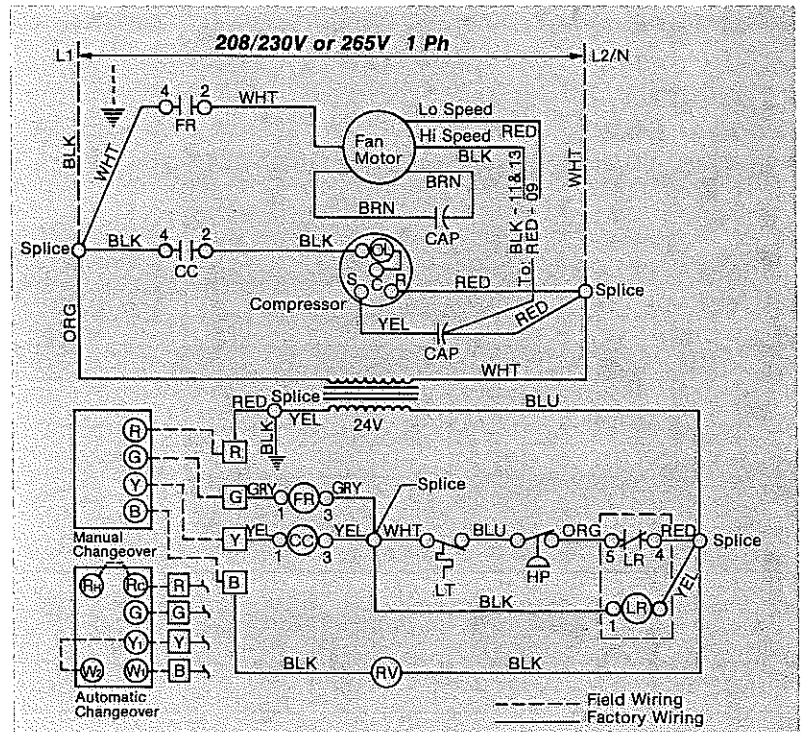 208/230V or 265V 1 Ph
L1
L2/N
4 2 WHT
FR
Lo Speed
RED
Hi Speed
BLK
Fan
Motor
BLK
WHT
BRN
BRN
CAP
BLK - 11 & 13
To: RED - 09
WHT
Splice
BLK 4 2 BLK
CC
OL
S C R
RED
Splice
Compressor
YEL
RED
CAP
ORG
WHT
RED
Splice
YEL
BLU
24V
BLK
R
G
Y
B
Manual
Changeover
R
G GRY FR GRY
1 3
Splice
Y YEL CC YEL WHT BLU ORG RED
1 3
5 LR 4
Splice
LT
HP
B
BLK
1 LR
YEL
RH RC R
G G
Y1 Y
W2 W1 B
BLK RV BLK
Automatic
Changeover
Field Wiring
Factory Wiring